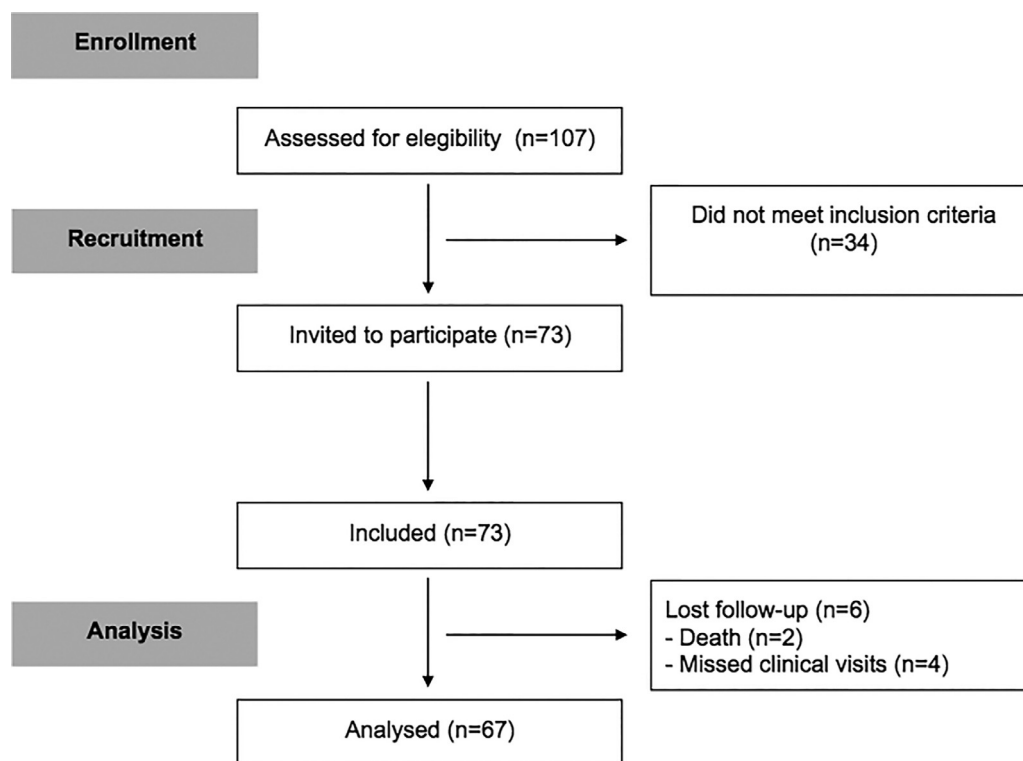 Enrollment
Assessed for elegibility (n=107)
Recruitment
Did not meet inclusion criteria
(n=34)
Invited to participate (n=73)
Included (n=73)
Analysis
Lost follow-up (n=6)
- Death (n=2)
- Missed clinical visits (n=4)
Analysed (n=67)